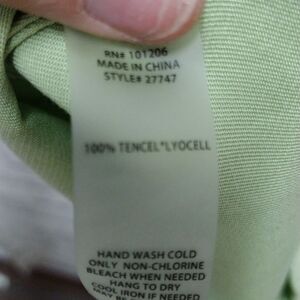 RN# 101206
MADE IN CHINA
STYLE# 27747
100% TENCEL*LYOCELL
HAND WASH COLD
ONLY NON-CHLORINE
BLEACH WHEN NEEDED
HANG TO DRY
COOL IRON IF NEEDED